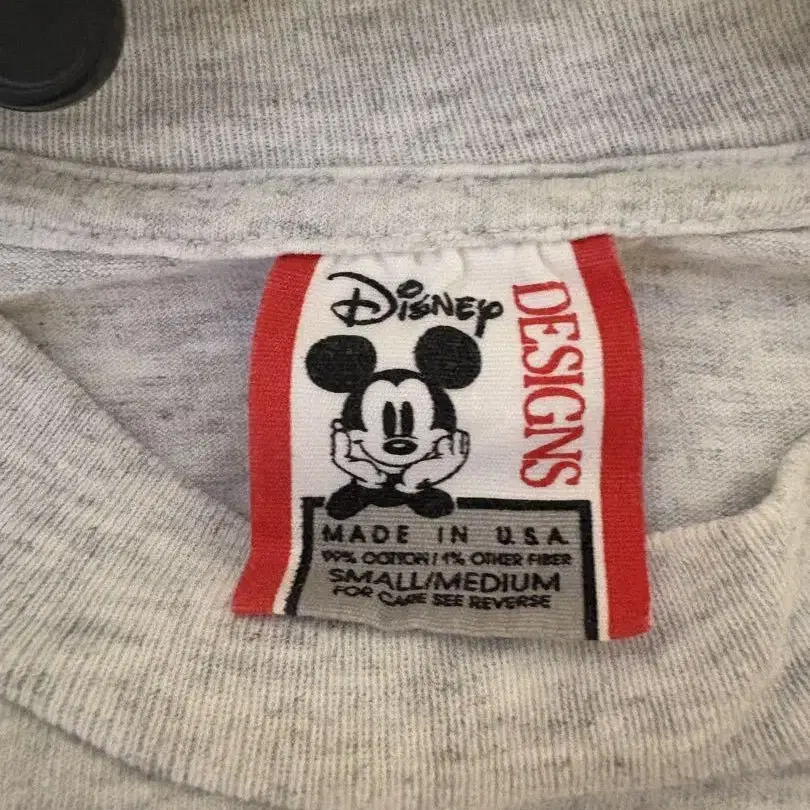 Disney
DESIGNS
MADE IN U.S.A.
99% COTTON / 1% OTHER FIBER
SMALL/MEDIUM
FOR CARE SEE REVERSE